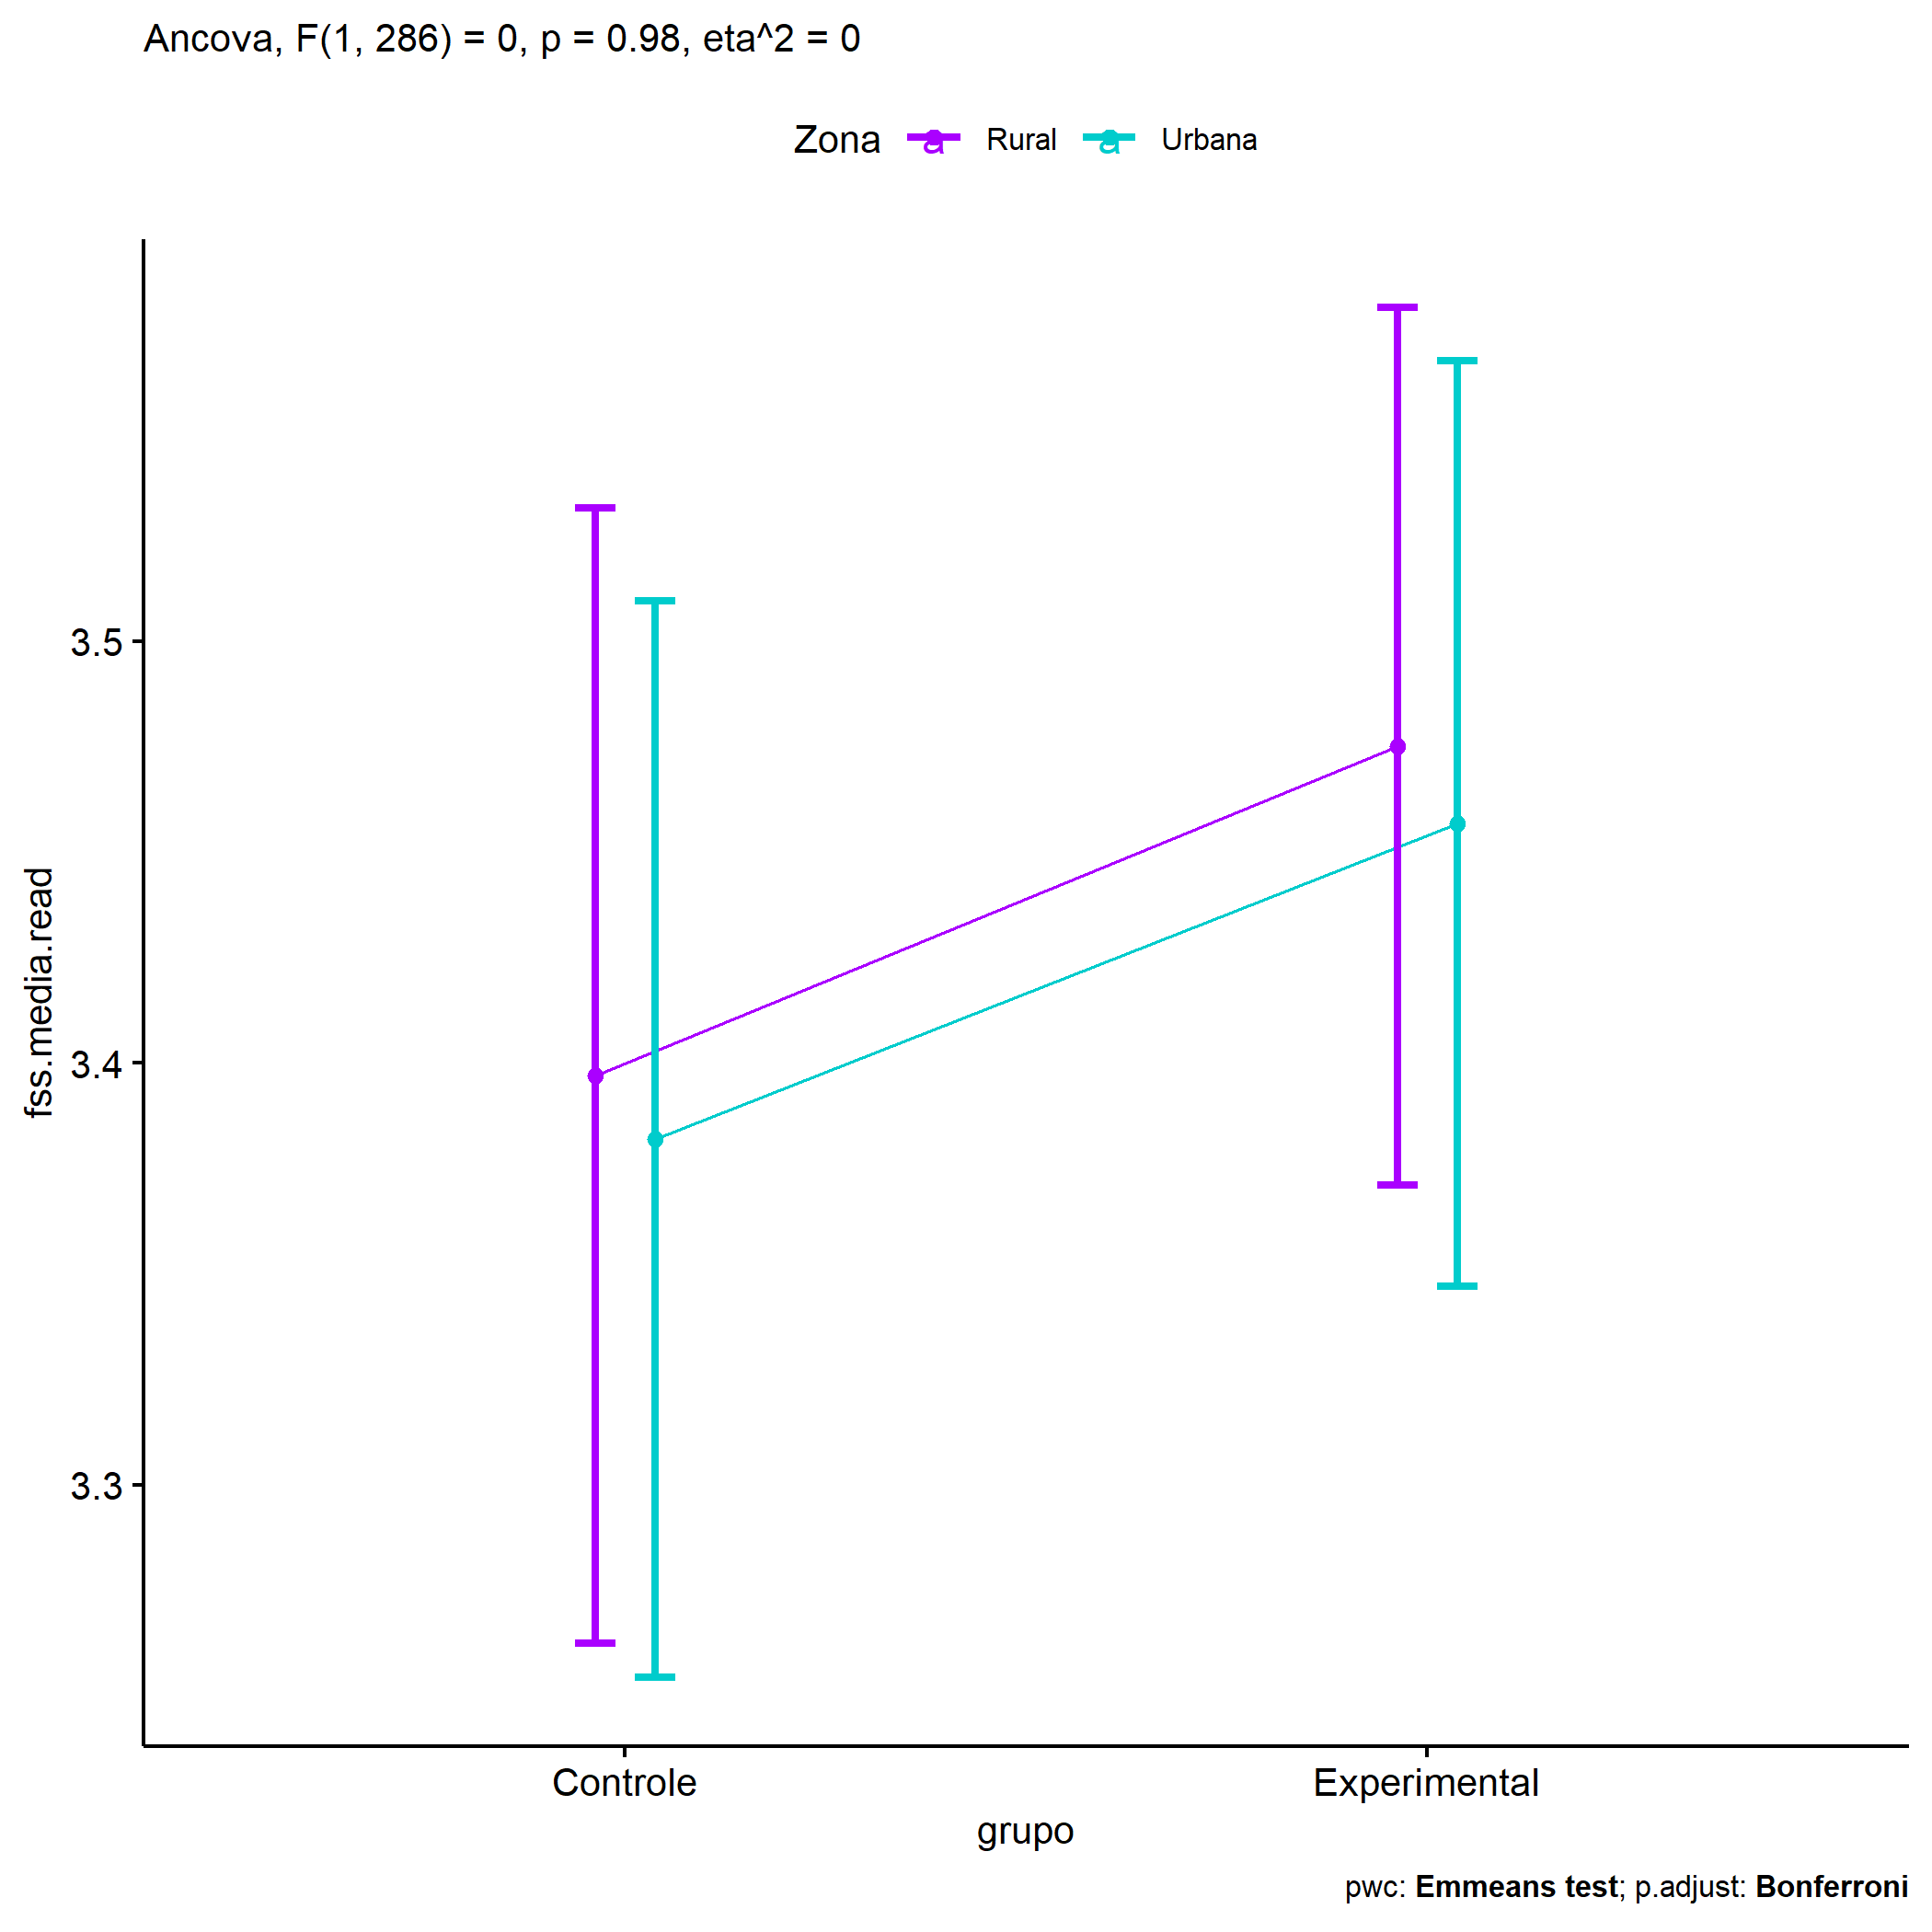 Ancova, F(1, 286) = 0, p = 0.98, eta^2 = 0
Zona a Rural a Urbana
3.5
3.4
3.3
fss.media.read
Controle Experimental
grupo
pwc: Emmeans test; p.adjust: Bonferroni